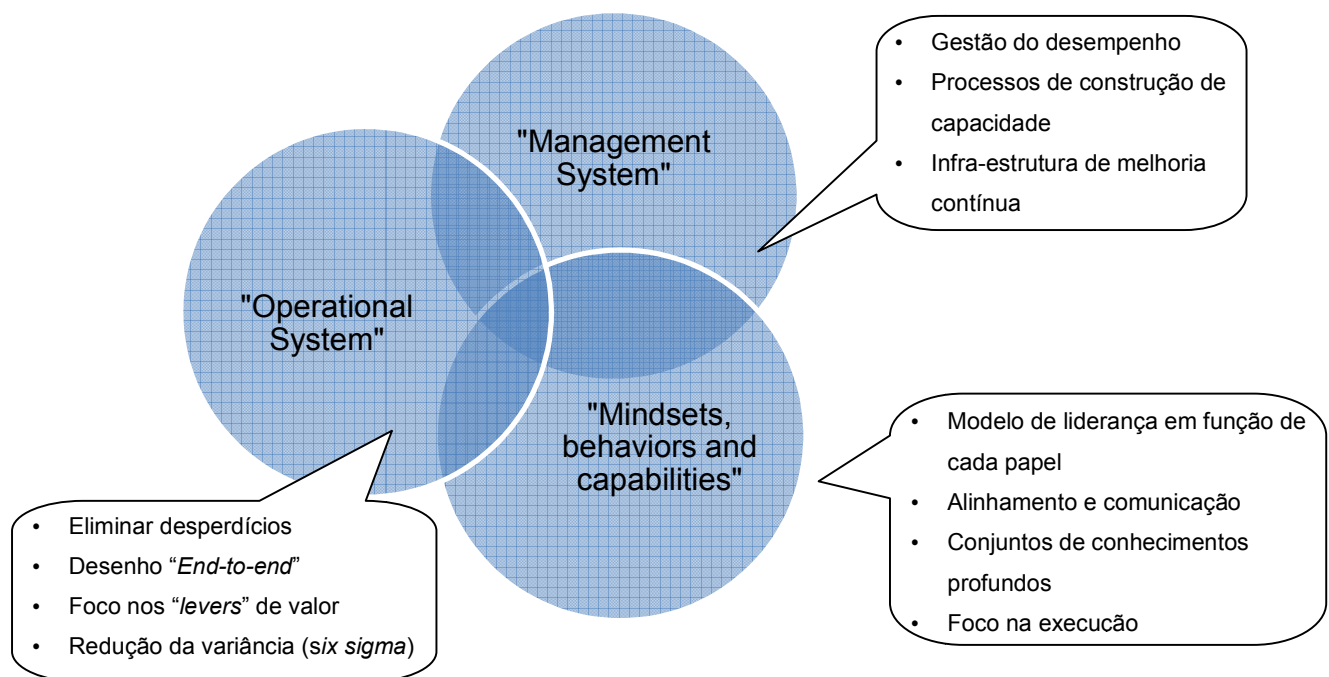 "Management
System"
• Gestão do desempenho
• Processos de construção de
capacidade
• Infra-estrutura de melhoria
contínua
"Operational
System"
"Mindsets,
behaviors and
capabilities"
• Modelo de liderança em função de
cada papel
• Alinhamento e comunicação
• Conjuntos de conhecimentos
profundos
• Foco na execucão
• Eliminar desperdícios
• Desenho “End-to-end”
• Foco nos “levers” de valor
• Redução da variância (six sigma)